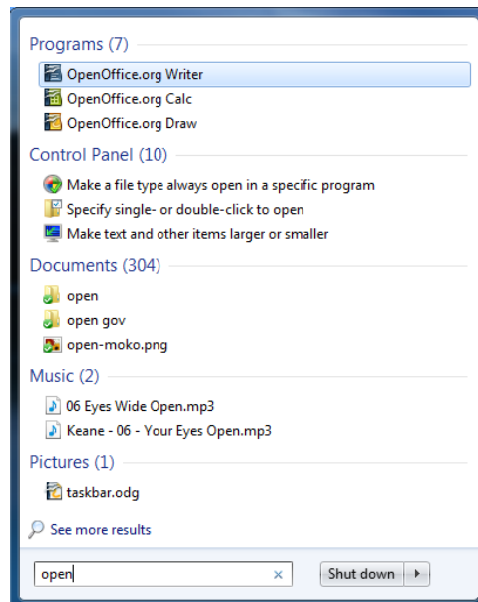 Programs (7)
OpenOffice.org Writer
OpenOffice.org Calc
OpenOffice.org Draw
Control Panel (10)
Make a file type always open in a specific program
Specify single- or double-click to open
Make text and other items larger or smaller
Documents (304)
open
open gov
open-moko.png
Music (2)
06 Eyes Wide Open.mp3
Keane - 06 - Your Eyes Open.mp3
Pictures (1)
taskbar.odg
See more results
open
Shut down